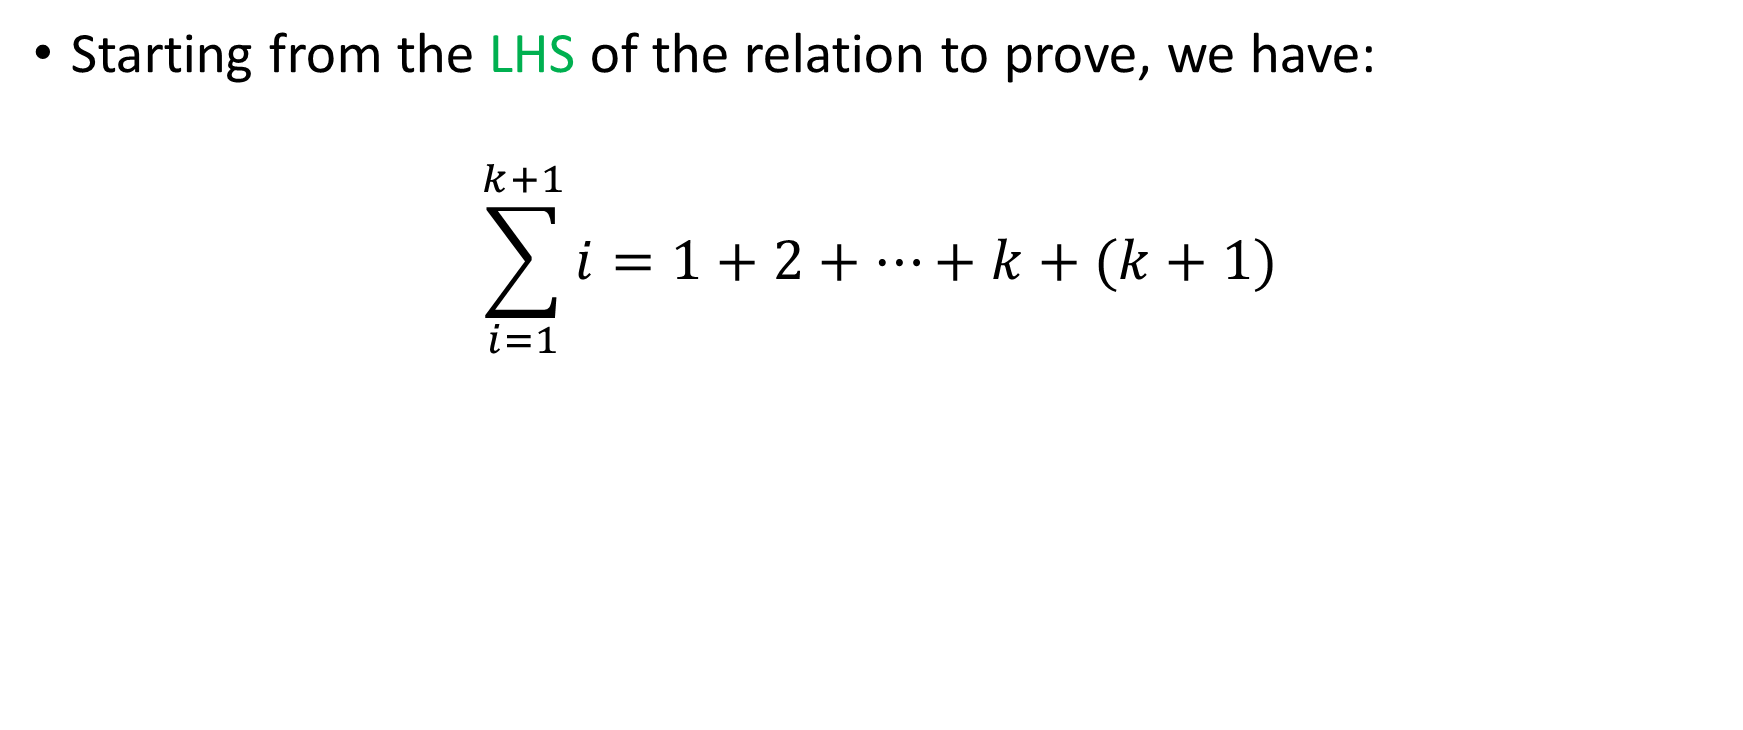 • Starting from the LHS of the relation to prove, we have:
k+1
∑ i = 1 + 2 + ⋯ + k + (k + 1)
i=1